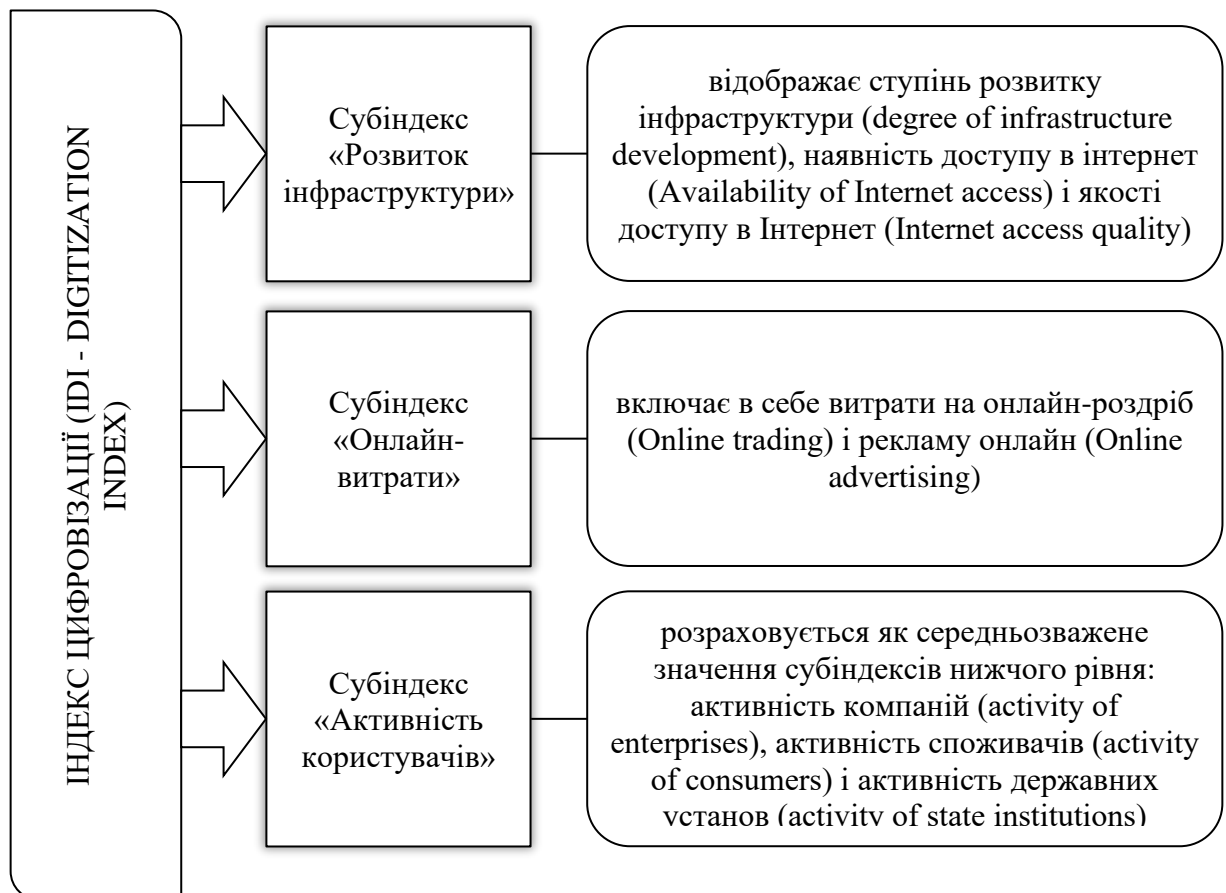 ІНДЕКС ЦИФРОВІЗАЦІЇ (IDI - DIGITIZATION
INDEX)
Субіндекс
«Розвиток
інфраструктури»
відображає ступінь розвитку
інфраструктури (degree of infrastructure
development), наявність доступу в інтернет
(Availability of Internet access) і якості
доступу в Інтернет (Internet access quality)
Субіндекс
«Онлайн-
витрати»
включає в себе витрати на онлайн-роздріб
(Online trading) і рекламу онлайн (Online
advertising)
Субіндекс
«Активність
користувачів»
розраховується як середньозважене
значення субіндексів нижчого рівня:
активність компаній (activity of
enterprises), активність споживачів (activity
of consumers) і активність державних
установ (activity of state institutions)